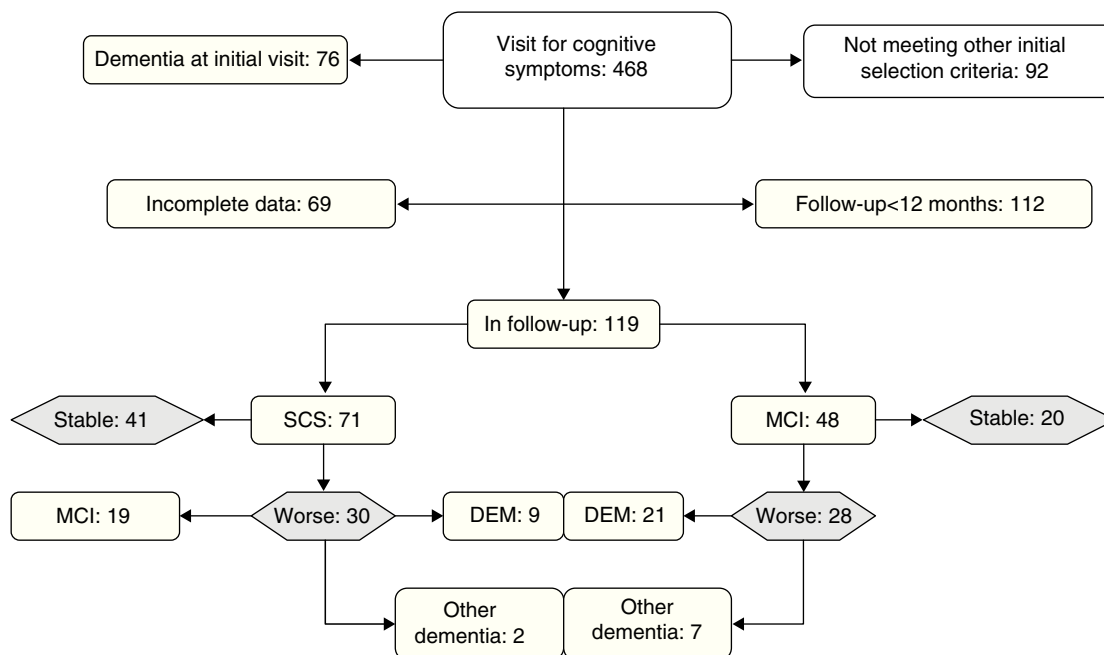 Dementia at initial visit: 76
Visit for cognitive
symptoms: 468
Not meeting other initial
selection criteria: 92
Incomplete data: 69
Follow-up<12 months: 112
In follow-up: 119
Stable: 41
SCS: 71
MCI: 48
Stable: 20
MCI: 19
Worse: 30
DEM: 9
DEM: 21
Worse: 28
Other
dementia: 2
Other
dementia: 7